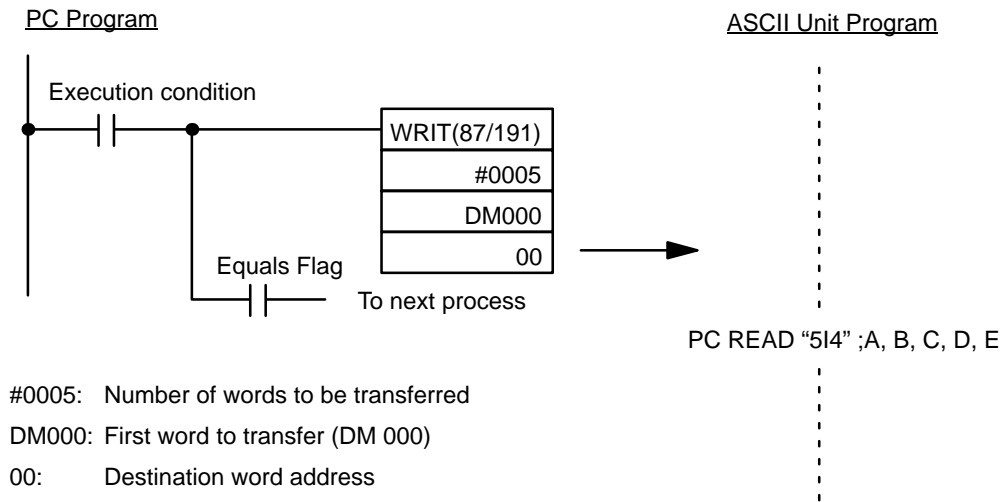 PC Program
ASCII Unit Program
Execution condition
WRIT(87/191)
#0005
DM000
00
Equals Flag
To next process
PC READ “5I4” ;A, B, C, D, E
#0005: Number of words to be transferred
DM000: First word to transfer (DM 000)
00: Destination word address